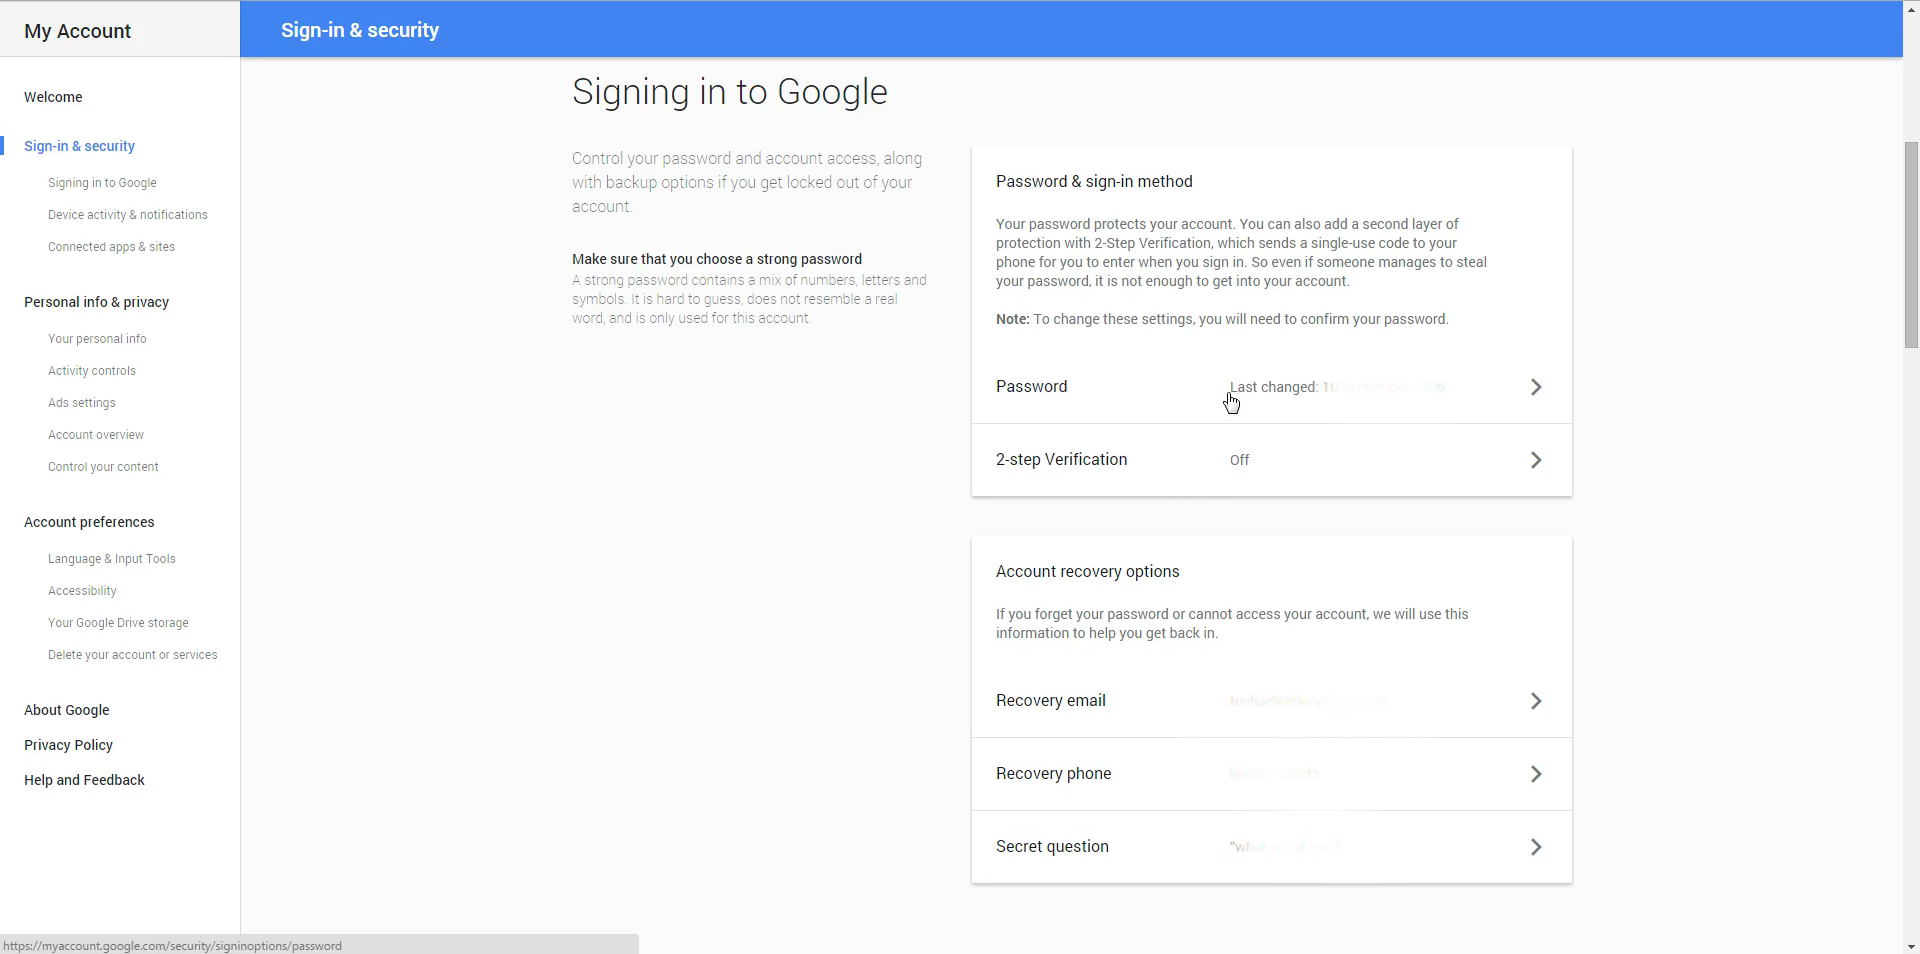 My Account
Sign-in & security
Welcome
Sign-in & security
Signing in to Google
Device activity & notifications
Connected apps & sites
Personal info & privacy
Your personal info
Activity controls
Ads settings
Account overview
Control your content
Account preferences
Language & Input Tools
Accessibility
Your Google Drive storage
Delete your account or services
About Google
Privacy Policy
Help and Feedback
Signing in to Google
Control your password and account access, along
with backup options if you get locked out of your
account.
Make sure that you choose a strong password
A strong password contains a mix of numbers, letters and
symbols. It is hard to guess, does not resemble a real
word, and is only used for this account.
Password & sign-in method
Your password protects your account. You can also add a second layer of
protection with 2-Step Verification, which sends a single-use code to your
phone for you to enter when you sign in. So even if someone manages to steal
your password, it is not enough to get into your account.
Note: To change these settings, you will need to confirm your password.
Password Last changed:
2-step Verification Off
Account recovery options
If you forget your password or cannot access your account, we will use this
information to help you get back in.
Recovery email
Recovery phone
Secret question "what
https://myaccount.google.com/security/signinoptions/password